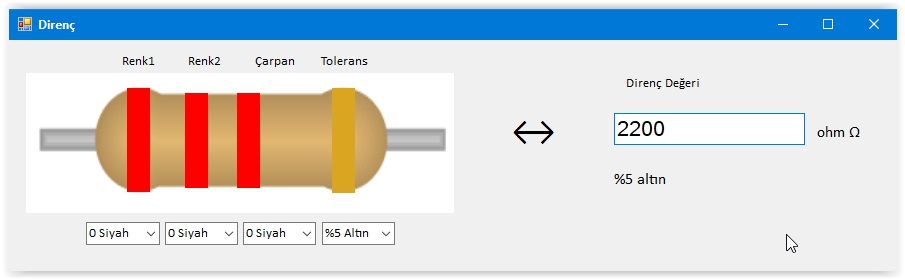 Direnç
Renk1 Renk2 Çarpan Tolerans
Direnç Değeri
2200 ohm Ω
%5 altın
0 Siyah 0 Siyah 0 Siyah %5 Altın